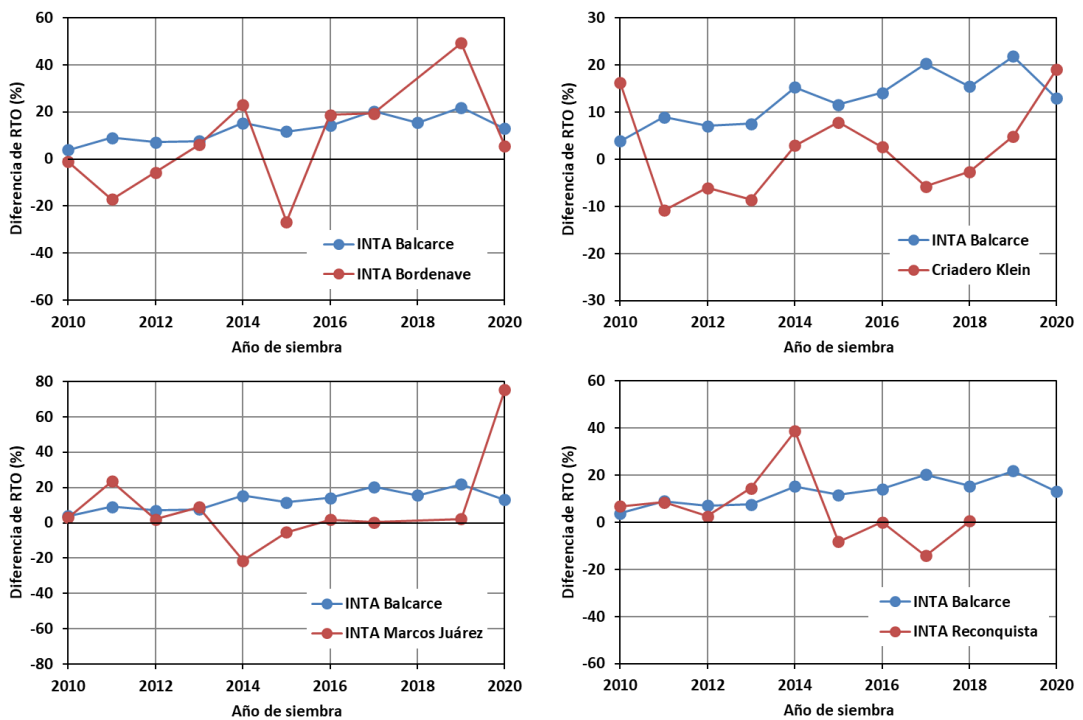 Diferencia de RTO (%)
60
40
20
0
-20
-40
-60
INTA Balcarce
INTA Bordenave
2010 2012 2014 2016 2018 2020
Año de siembra
Diferencia de RTO (%)
30
20
10
0
-10
-20
-30
INTA Balcarce
Criadero Klein
2010 2012 2014 2016 2018 2020
Año de siembra
Diferencia de RTO (%)
80
60
40
20
0
-20
-40
-60
-80
INTA Balcarce
INTA Marcos Juárez
2010 2012 2014 2016 2018 2020
Año de siembra
Diferencia de RTO (%)
60
40
20
0
-20
-40
-60
INTA Balcarce
INTA Reconquista
2010 2012 2014 2016 2018 2020
Año de siembra